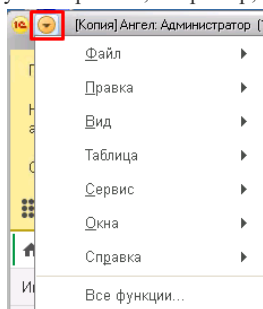 [Копия] Ангел: Администратор
Файл
Правка
Вид
Таблица
Сервис
Окна
Справка
Все функции...